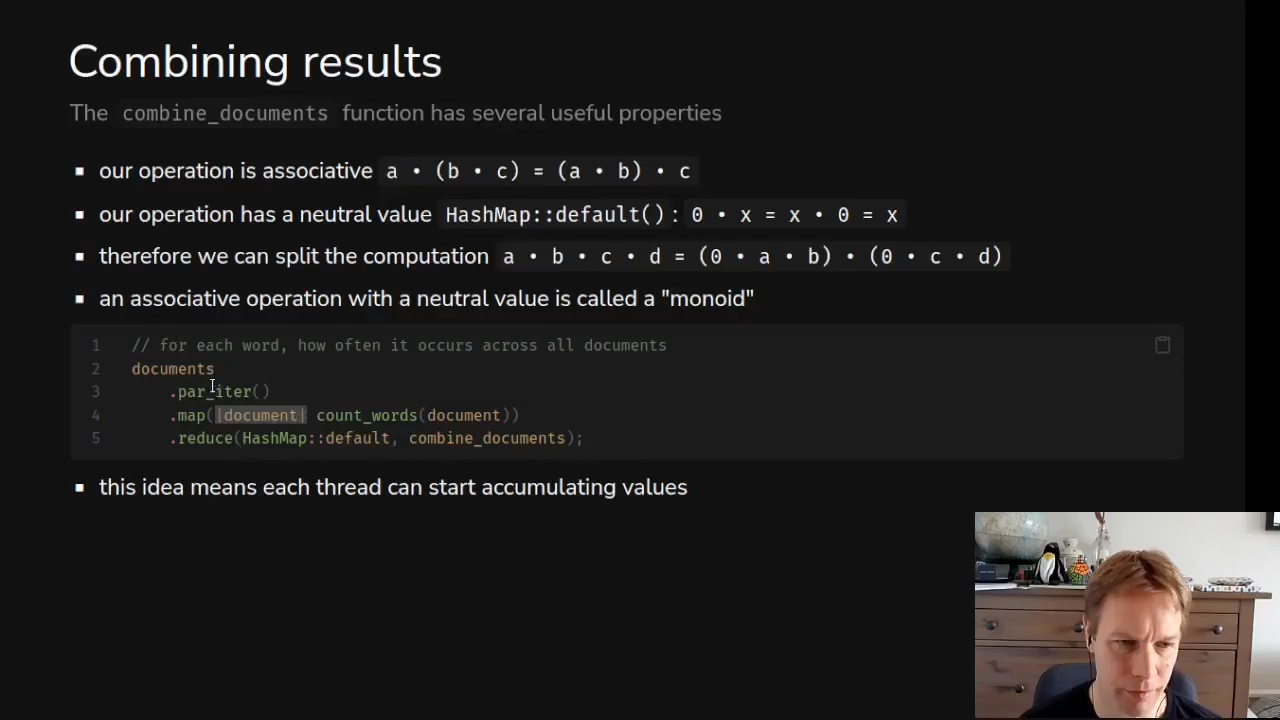 Combining results
The combine_documents function has several useful properties
▪ our operation is associative a • (b • c) = (a • b) • c
▪ our operation has a neutral value HashMap::default(): 0 • x = x • 0 = x
▪ therefore we can split the computation a • b • c • d = (0 • a • b) • (0 • c • d)
▪ an associative operation with a neutral value is called a "monoid"
1 // for each word, how often it occurs across all documents
2 documents
3 .par_iter()
4 .map(|document| count_words(document))
5 .reduce(HashMap::default, combine_documents);
▪ this idea means each thread can start accumulating values